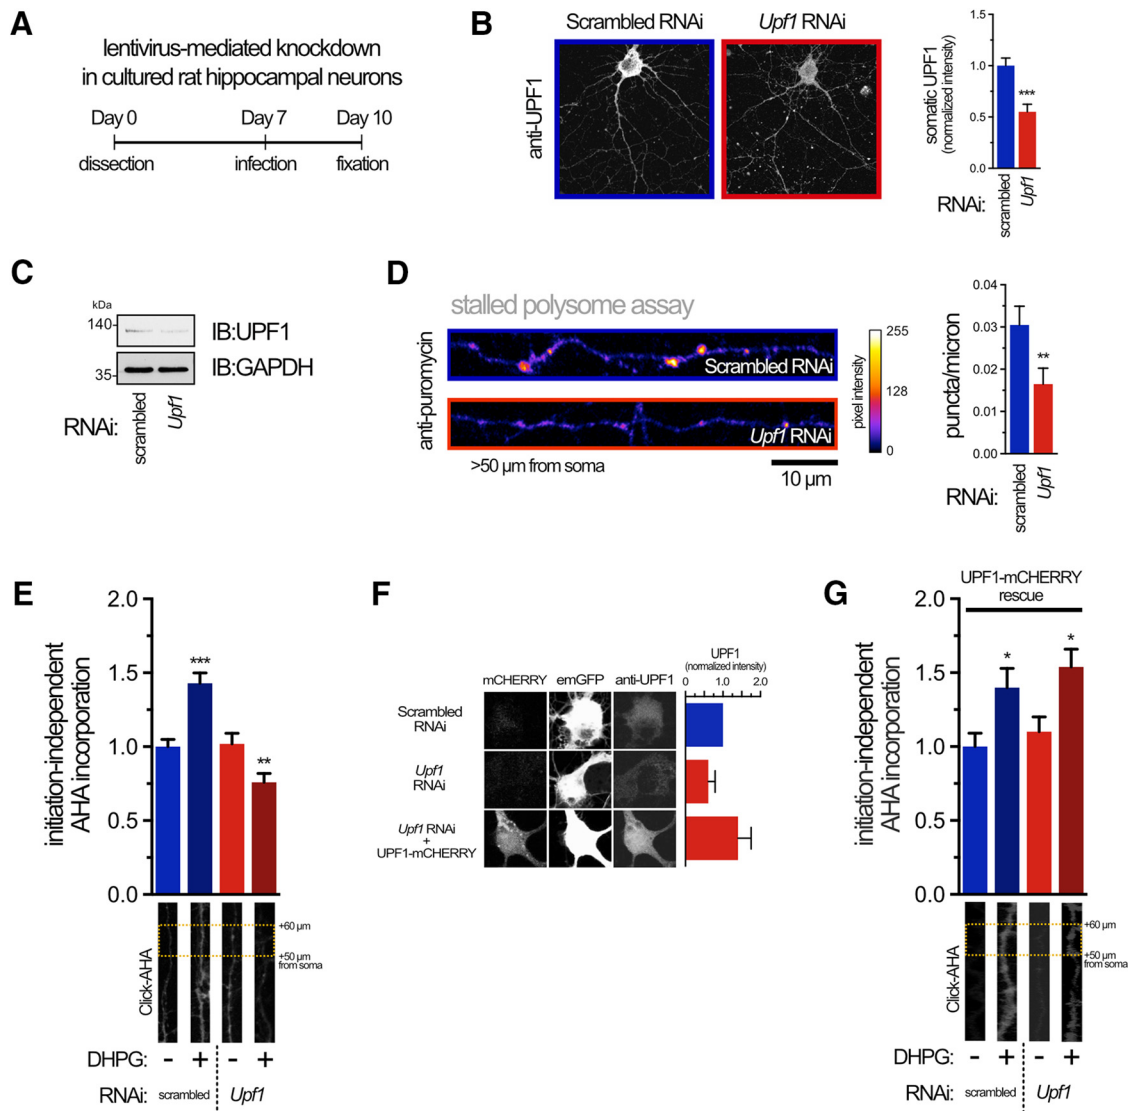 A
lentivirus-mediated knockdown
in cultured rat hippocampal neurons
Day 0 Day 7 Day 10
dissection infection fixation
B
Scrambled RNAi Upf1 RNAi
anti-UPF1
somatic UPF1
(normalized intensity)
1.5
1.0
***
0.5
0.0
RNAi:
scrambled
Upf1
C
kDa
140
IB:UPF1
35
IB:GAPDH
RNAi:
scrambled
Upf1
D
stalled polysome assay
anti-puromycin
Scrambled RNAi
Upf1 RNAi
>50 µm from soma
10 µm
pixel intensity
255
128
0
puncta/micron
0.04
0.03
**
0.02
0.01
0.00
RNAi:
scrambled
Upf1
E
initiation-independent
AHA incorporation
2.0
***
1.5
1.0
**
0.5
0.0
Click-AHA
+60 µm
+50 µm
from soma
DHPG: - + - +
RNAi: scrambled Upf1
F
UPF1
(normalized intensity)
mCHERRY emGFP anti-UPF1
0 1.0 2.0
Scrambled
RNAi
Upf1
RNAi
Upf1 RNAi
+
UPF1-mCHERRY
G
UPF1-mCHERRY
rescue
initiation-independent
AHA incorporation
2.0
* *
1.5
1.0
0.5
0.0
Click-AHA
+60 µm
+50 µm
from soma
DHPG: - + - +
RNAi: scrambled Upf1